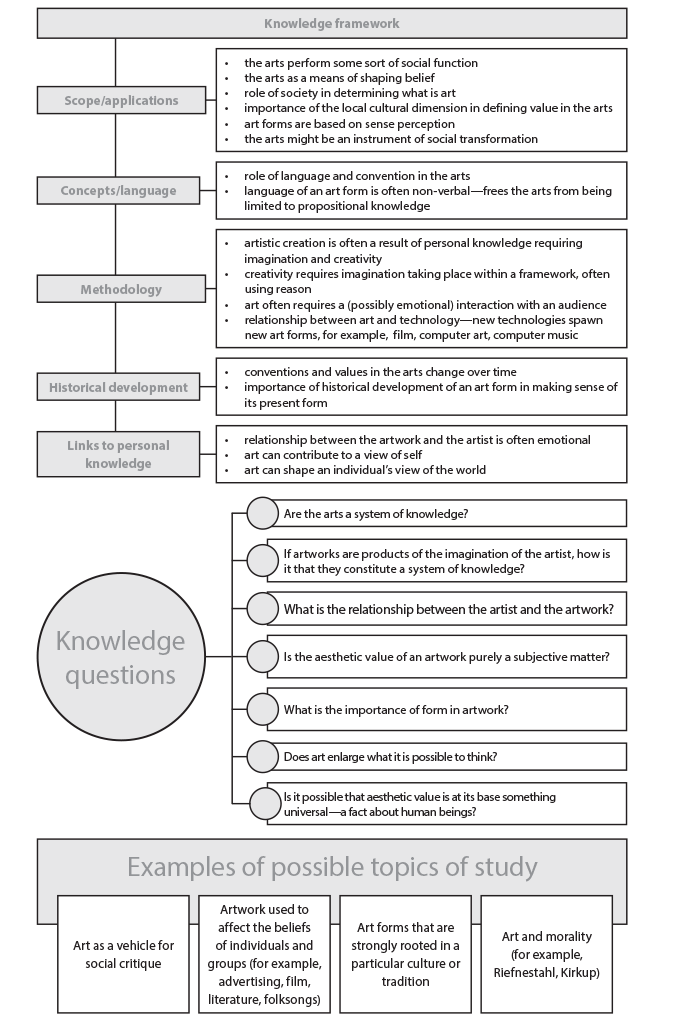 Knowledge framework
Scope/applications
• the arts perform some sort of social function
• the arts as a means of shaping belief
• role of society in determining what is art
• importance of the local cultural dimension in defining value in the arts
• art forms are based on sense perception
• the arts might be an instrument of social transformation
Concepts/language
• role of language and convention in the arts
• language of an art form is often non-verbal—frees the arts from being
limited to propositional knowledge
Methodology
• artistic creation is often a result of personal knowledge requiring
imagination and creativity
• creativity requires imagination taking place within a framework, often
using reason
• art often requires a (possibly emotional) interaction with an audience
• relationship between art and technology—new technologies spawn
new art forms, for example, film, computer art, computer music
Historical development
• conventions and values in the arts change over time
• importance of historical development of an art form in making sense of
its present form
Links to personal
knowledge
• relationship between the artwork and the artist is often emotional
• art can contribute to a view of self
• art can shape an individual's view of the world
Knowledge
questions
Are the arts a system of knowledge?
If artworks are products of the imagination of the artist, how is
it that they constitute a system of knowledge?
What is the relationship between the artist and the artwork?
Is the aesthetic value of an artwork purely a subjective matter?
What is the importance of form in artwork?
Does art enlarge what it is possible to think?
Is it possible that aesthetic value is at its base something
universal—a fact about human beings?
Examples of possible topics of study
Art as a vehicle for
social critique
Artwork used to
affect the beliefs
of individuals and
groups (for example,
advertising, film,
literature, folksongs)
Art forms that are
strongly rooted in a
particular culture or
tradition
Art and morality
(for example,
Riefnestahl, Kirkup)